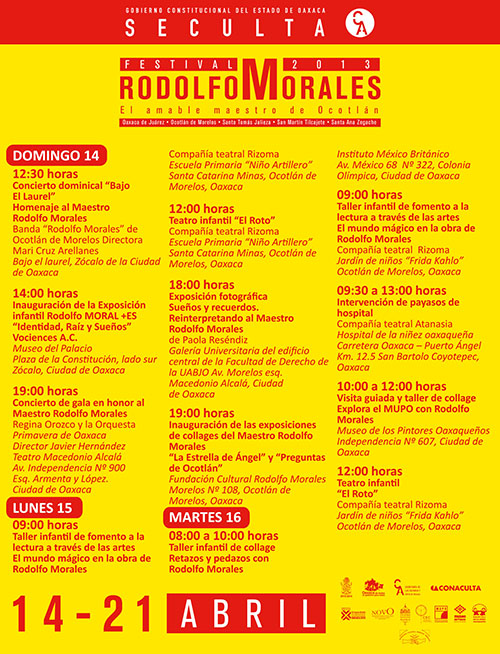 GOBIERNO CONSTITUCIONAL DEL ESTADO DE OAXACA
SECULTA
CA
FESTIVAL 2013
RODOLFO MORALES
El amable maestro de Ocotlán
Oaxaca de Juárez • Ocotlán de Morelos • Santo Tomás Jalieza • San Martín Tilcajete • Santa Ana Zegache
DOMINGO 14
12:30 horas
Concierto dominical "Bajo
El Laurel"
Homenaje al Maestro
Rodolfo Morales
Banda "Rodolfo Morales" de
Ocotlán de Morelos Directora
Mari Cruz Arellanes
Bajo el laurel, Zócalo de la Ciudad
de Oaxaca
14:00 horas
Inauguración de la Exposición
infantil Rodolfo MORAL +ES
"Identidad, Raíz y Sueños"
Vociences A.C.
Museo del Palacio
Plaza de la Constitución, lado sur
Zócalo, Ciudad de Oaxaca
19:00 horas
Concierto de gala en honor al
Maestro Rodolfo Morales
Regina Orozco y la Orquesta
Primavera de Oaxaca
Director Javier Hernández
Teatro Macedonio Alcalá
Av. Independencia Nº 900
Esq. Armenta y López.
Ciudad de Oaxaca
LUNES 15
09:00 horas
Taller infantil de fomento a la
lectura a través de las artes
El mundo mágico en la obra de
Rodolfo Morales
Compañía teatral Rizoma
Escuela Primaria "Niño Artillero"
Santa Catarina Minas, Ocotlán de
Morelos, Oaxaca
12:00 horas
Teatro infantil "El Roto"
Compañía teatral Rizoma
Escuela Primaria "Niño Artillero"
Santa Catarina Minas, Ocotlán de
Morelos, Oaxaca
18:00 horas
Exposición fotográfica
Sueños y recuerdos.
Reinterpretando al Maestro
Rodolfo Morales
de Paola Reséndiz
Galería Universitaria del edificio
central de la Facultad de Derecho de
la UABJO Av. Morelos esq.
Macedonio Alcalá, Ciudad
de Oaxaca
19:00 horas
Inauguración de las exposiciones
de collages del Maestro Rodolfo
Morales
"La Estrella de Ángel" y "Preguntas
de Ocotlán"
Fundación Cultural Rodolfo Morales
Morelos Nº 108, Ocotlán de
Morelos, Oaxaca
MARTES 16
08:00 a 10:00 horas
Taller infantil de collage
Retazos y pedazos con
Rodolfo Morales
Instituto México Británico
Av. México 68 Nº 322, Colonia
Olímpica, Ciudad de Oaxaca
09:00 horas
Taller infantil de fomento a la
lectura a través de las artes
El mundo mágico en la obra de
Rodolfo Morales
Compañía teatral Rizoma
Jardín de niños "Frida Kahlo"
Ocotlán de Morelos, Oaxaca
09:30 a 13:00 horas
Intervención de payasos de
hospital
Compañía teatral Atanasia
Hospital de la niñez oaxaqueña
Carretera Oaxaca – Puerto Ángel
Km. 12.5 San Bartolo Coyotepec,
Oaxaca
10:00 a 12:00 horas
Visita guiada y taller de collage
Explora el MUPO con Rodolfo
Morales
Museo de los Pintores Oaxaqueños
Independencia Nº 607, Ciudad de
Oaxaca
12:00 horas
Teatro infantil
"El Roto"
Compañía teatral Rizoma
Jardín de niños "Frida Kahlo"
Ocotlán de Morelos, Oaxaca
14-21 ABRIL
CA
CONACULTA
NOVO